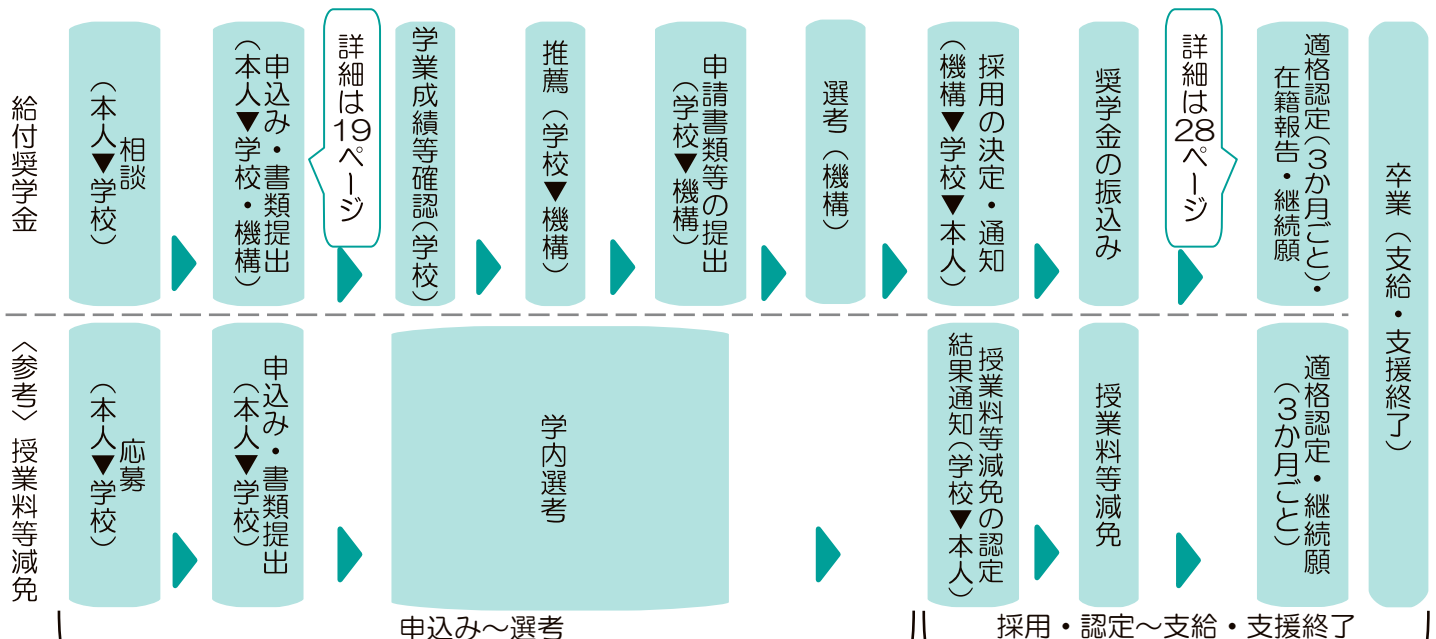 給付奨学金
相談
（本人▼学校）
申込み・書類提出
（本人▼学校・機構）
詳細は19ページ
学業成績等確認（学校）
推薦（学校▼機構）
申請書類等の提出
（学校▼機構）
選考（機構）
採用の決定・通知
（機構▼学校▼本人）
奨学金の振込み
詳細は28ページ
適格認定（3か月ごと）・
在籍報告・継続願
卒業（支給・支援終了）
〈参考〉授業料等減免
応募
（本人▼学校）
申込み・書類提出
（本人▼学校）
学内選考
授業料等減免の認定
結果通知（学校▼本人）
授業料等減免
適格認定・継続願
（3か月ごと）
申込み～選考
採用・認定～支給・支援終了